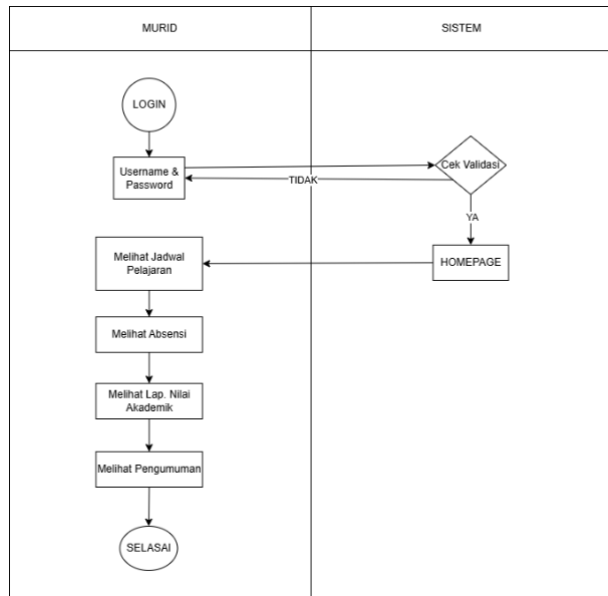 MURID
SISTEM
LOGIN
Username &
Password
Cek Validasi
TIDAK
YA
HOMEPAGE
Melihat Jadwal
Pelajaran
Melihat Absensi
Melihat Lap. Nilai
Akademik
Melihat Pengumuman
SELASAI